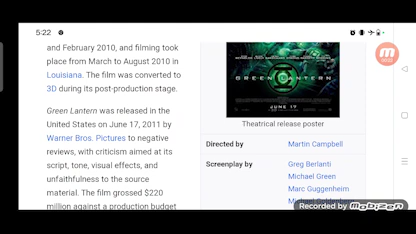 5:22
and February 2010, and filming took
place from March to August 2010 in
Louisiana. The film was converted to
3D during its post-production stage.
Green Lantern was released in the
United States on June 17, 2011 by
Warner Bros. Pictures to negative
reviews, with criticism aimed at its
script, tone, visual effects, and
unfaithfulness to the source
material. The film grossed $220
million against a production budget
GREEN LANTERN
JUNE 17
Theatrical release poster
Directed by
Martin Campbell
Screenplay by
Greg Berlanti
Michael Green
Marc Guggenheim
Recorded by Mobizen